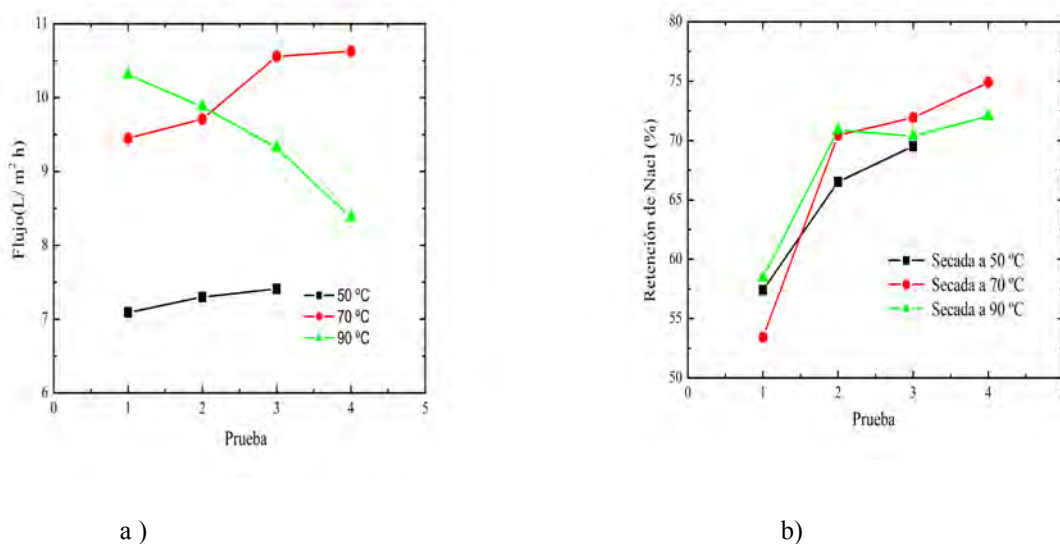 11
10
9
8
7
6
Flujo(L/ m² h)
0 1 2 3 4 5
Prueba
50 ºC
70 ºC
90 ºC
a )
80
75
70
65
60
55
50
Retención de Nacl (%)
0 1 2 3 4
Prueba
Secada a 50 ºC
Secada a 70 ºC
Secada a 90 ºC
b)